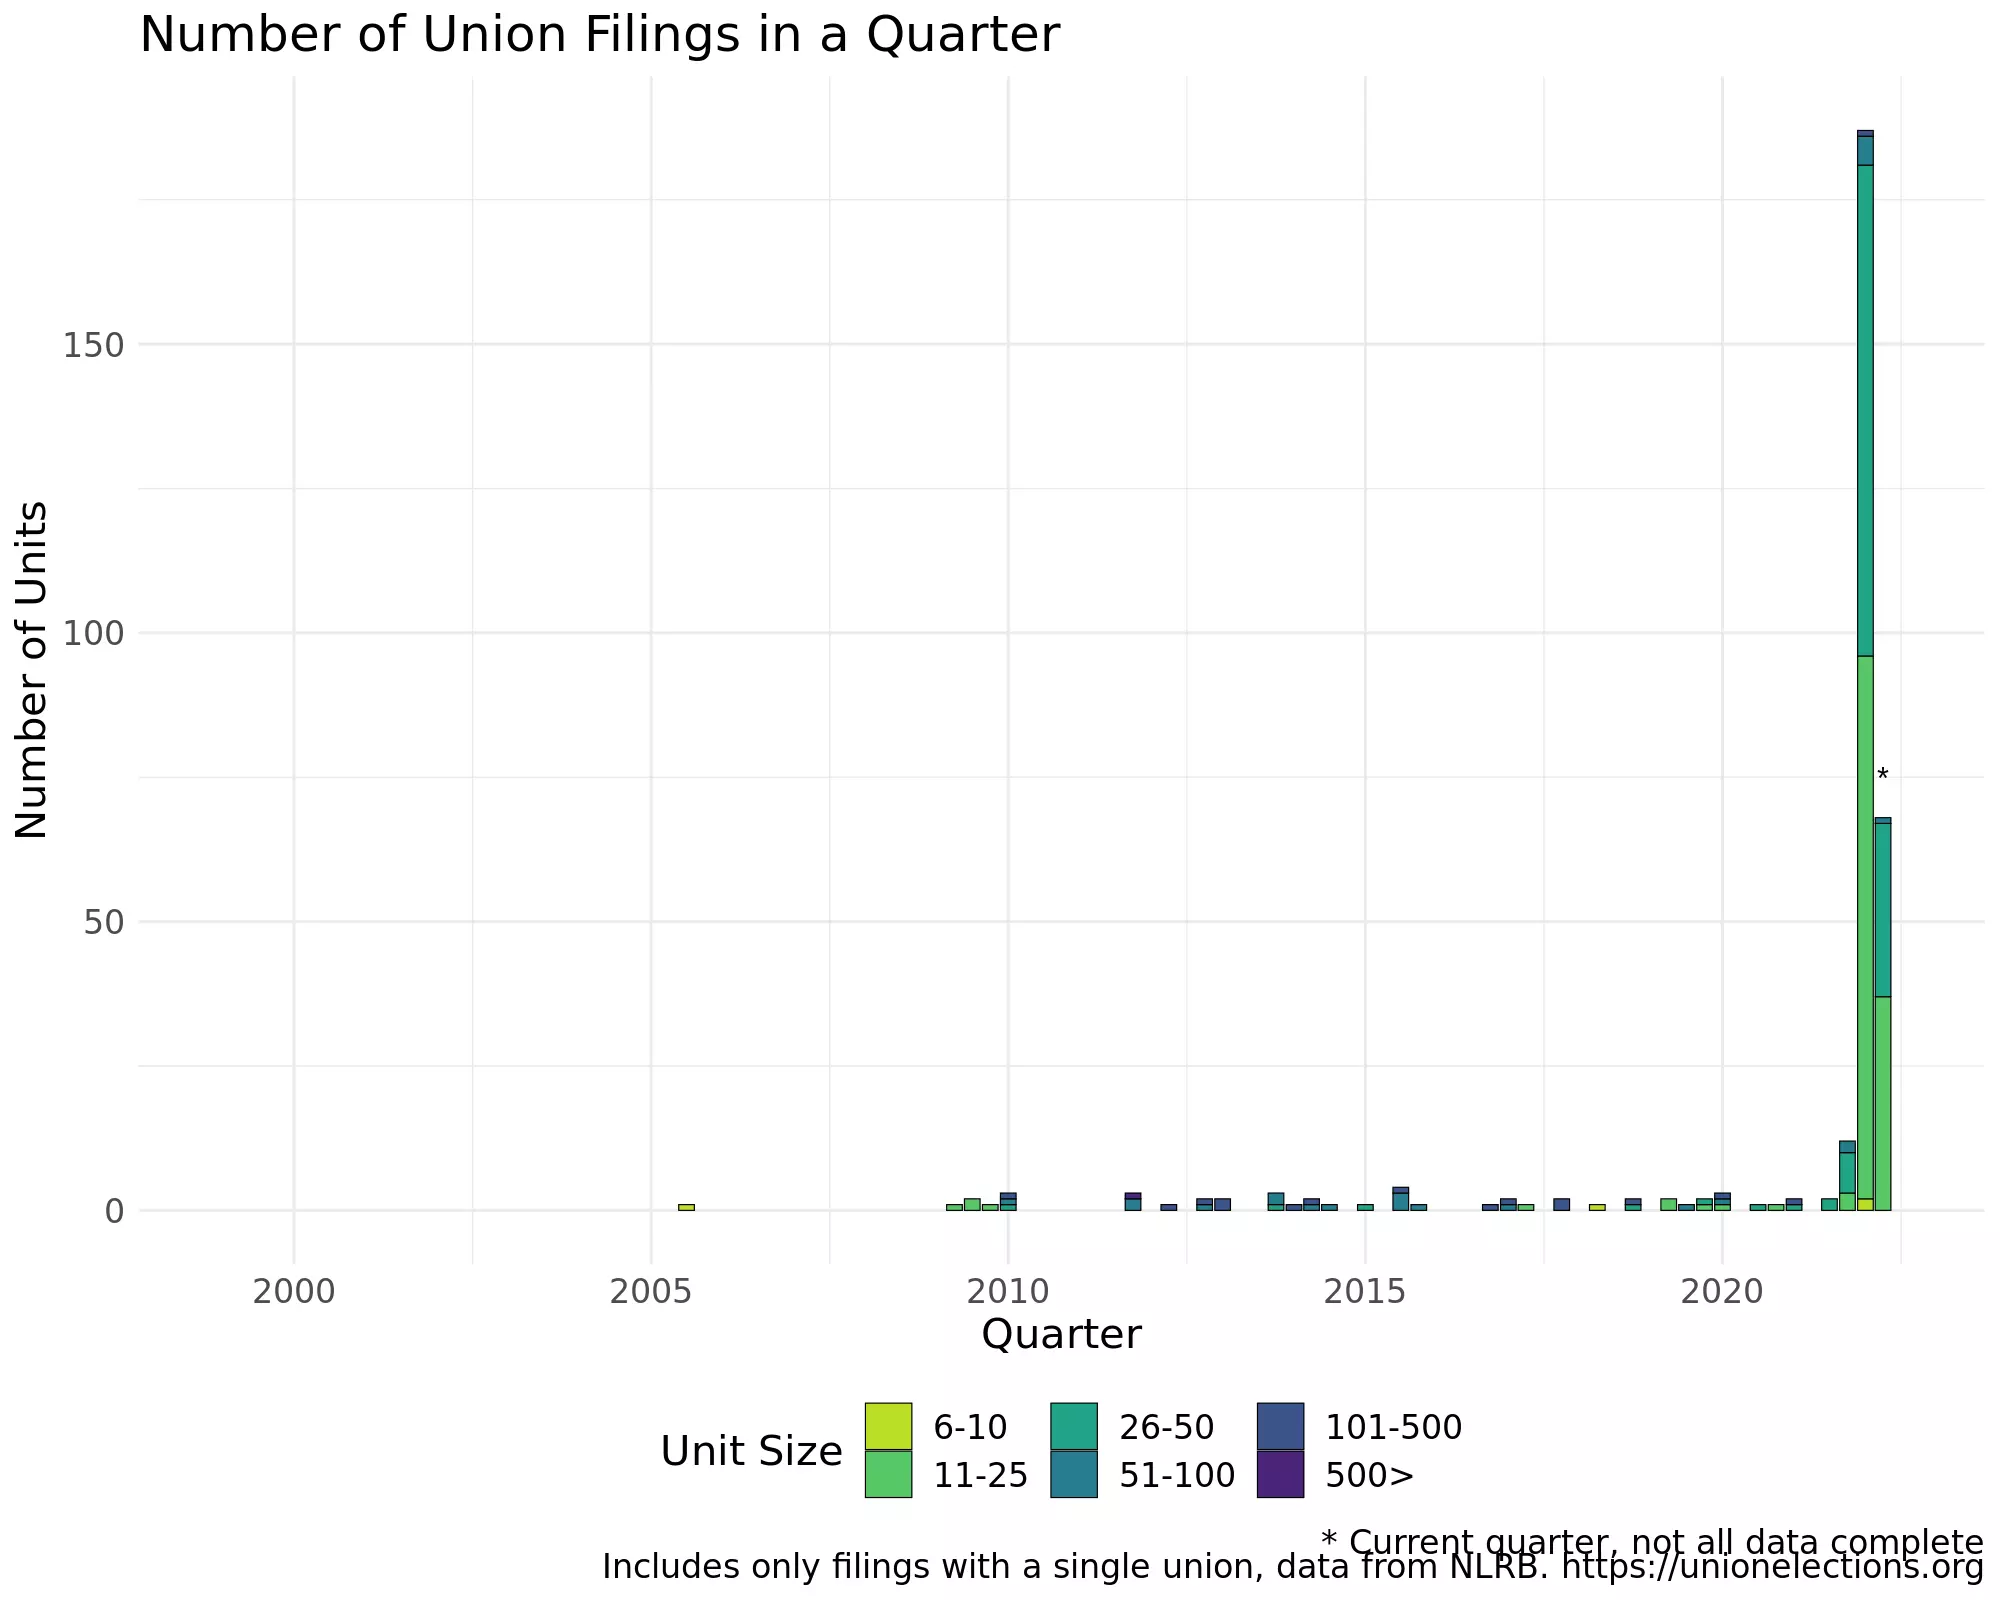 Number of Union Filings in a Quarter
Number of Units
150
100
50
0
*
2000 2005 2010 2015 2020
Quarter
Unit Size
6-10 26-50 101-500
11-25 51-100 500>
* Current quarter, not all data complete
Includes only filings with a single union, data from NLRB. https://unionelections.org